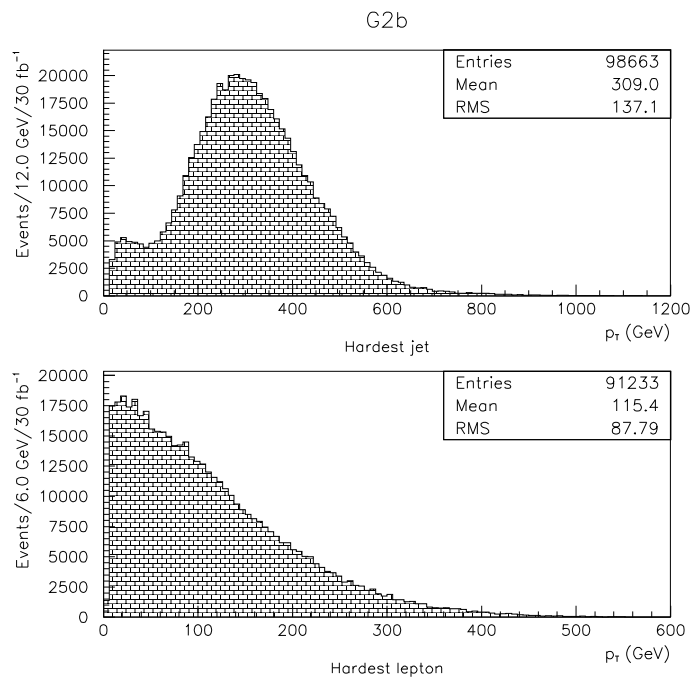 G2b
Entries 98663
Mean 309.0
RMS 137.1
Events/12.0 GeV/30 fb⁻¹
20000
17500
15000
12500
10000
7500
5000
2500
0
0 200 400 600 800 1000 1200
p_T (GeV)
Hardest jet
Entries 91233
Mean 115.4
RMS 87.79
Events/6.0 GeV/30 fb⁻¹
20000
17500
15000
12500
10000
7500
5000
2500
0
0 100 200 300 400 500 600
p_T (GeV)
Hardest lepton